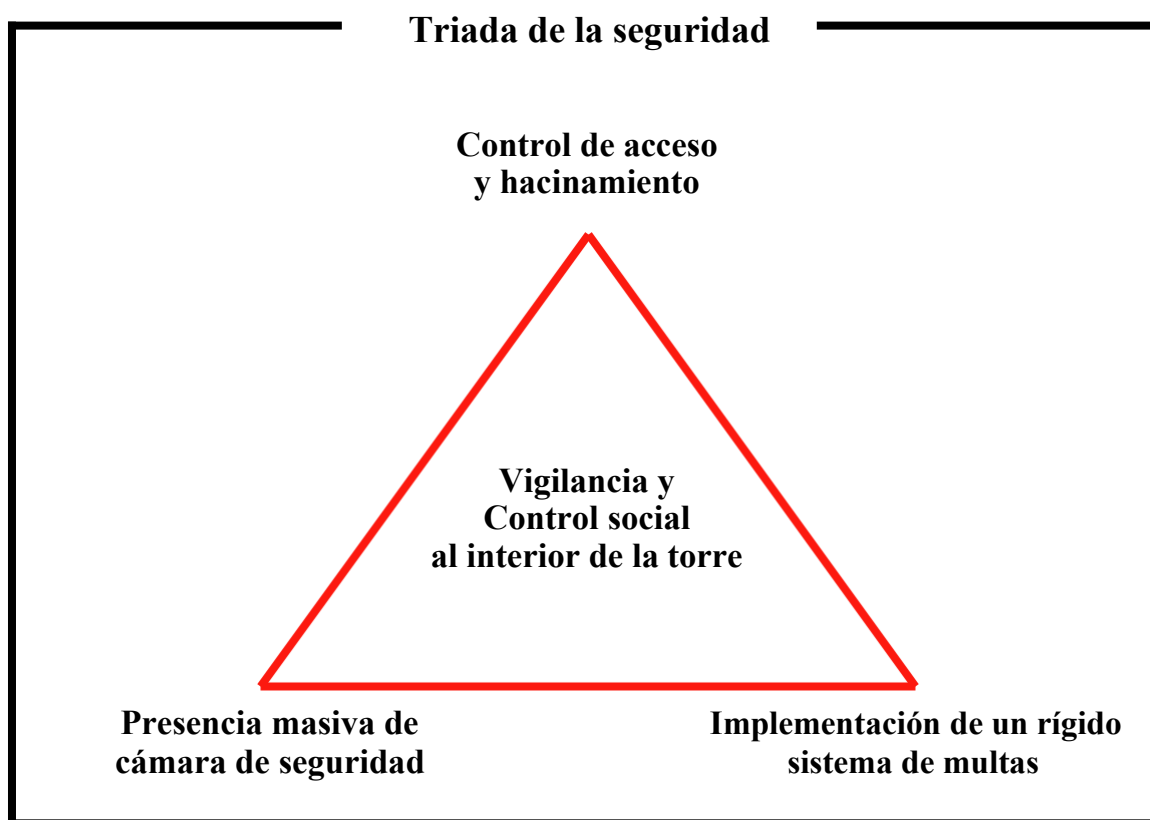 Triada de la seguridad
Control de acceso
y hacinamiento
Vigilancia y
Control social
al interior de la torre
Presencia masiva de
cámara de seguridad
Implementación de un rígido
sistema de multas